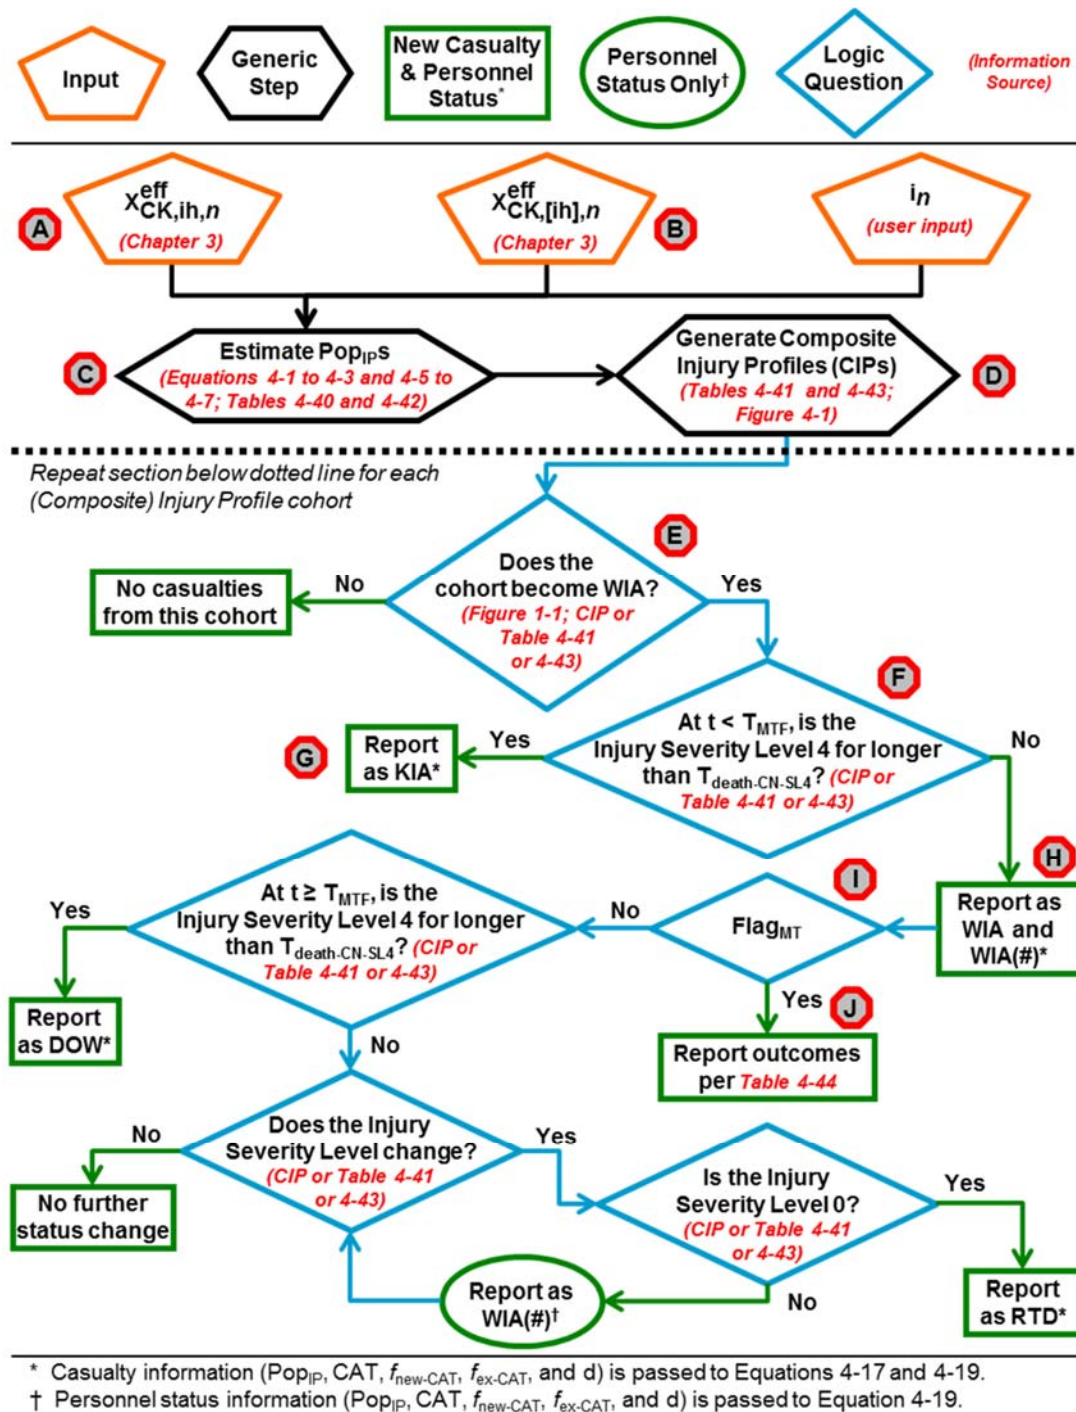 Input
Generic
Step
New Casualty
& Personnel
Status*
Personnel
Status Only†
Logic
Question
(Information
Source)
A
X^eff_CK,ih,n
(Chapter 3)
X^eff_CK,[ih],n
(Chapter 3)
B
i_n
(user input)
C
Estimate Pop_IPs
(Equations 4-1 to 4-3 and 4-5 to
4-7; Tables 4-40 and 4-42)
Generate Composite
Injury Profiles (CIPs)
(Tables 4-41 and 4-43;
Figure 4-1)
D
Repeat section below dotted line for each
(Composite) Injury Profile cohort
E
Does the
cohort become WIA?
(Figure 1-1; CIP or
Table 4-41
or 4-43)
No
Yes
No casualties
from this cohort
F
At t < T_MTF, is the
Injury Severity Level 4 for longer
than T_death-CN-SL4? (CIP or
Table 4-41 or 4-43)
Yes
No
G
Report
as KIA*
H
Report as
WIA and
WIA(#)*
I
Flag_MT
No
Yes
J
Report outcomes
per Table 4-44
At t ≥ T_MTF, is the
Injury Severity Level 4 for longer
than T_death-CN-SL4? (CIP or
Table 4-41 or 4-43)
Yes
No
Report
as DOW*
Does the Injury
Severity Level change?
(CIP or Table 4-41
or 4-43)
No
Yes
No further
status change
Is the Injury
Severity Level 0?
(CIP or Table 4-41
or 4-43)
Yes
No
Report as
WIA(#)†
Report
as RTD*
* Casualty information (Pop_IP, CAT, f_new-CAT, f_ex-CAT, and d) is passed to Equations 4-17 and 4-19.
† Personnel status information (Pop_IP, CAT, f_new-CAT, f_ex-CAT, and d) is passed to Equation 4-19.